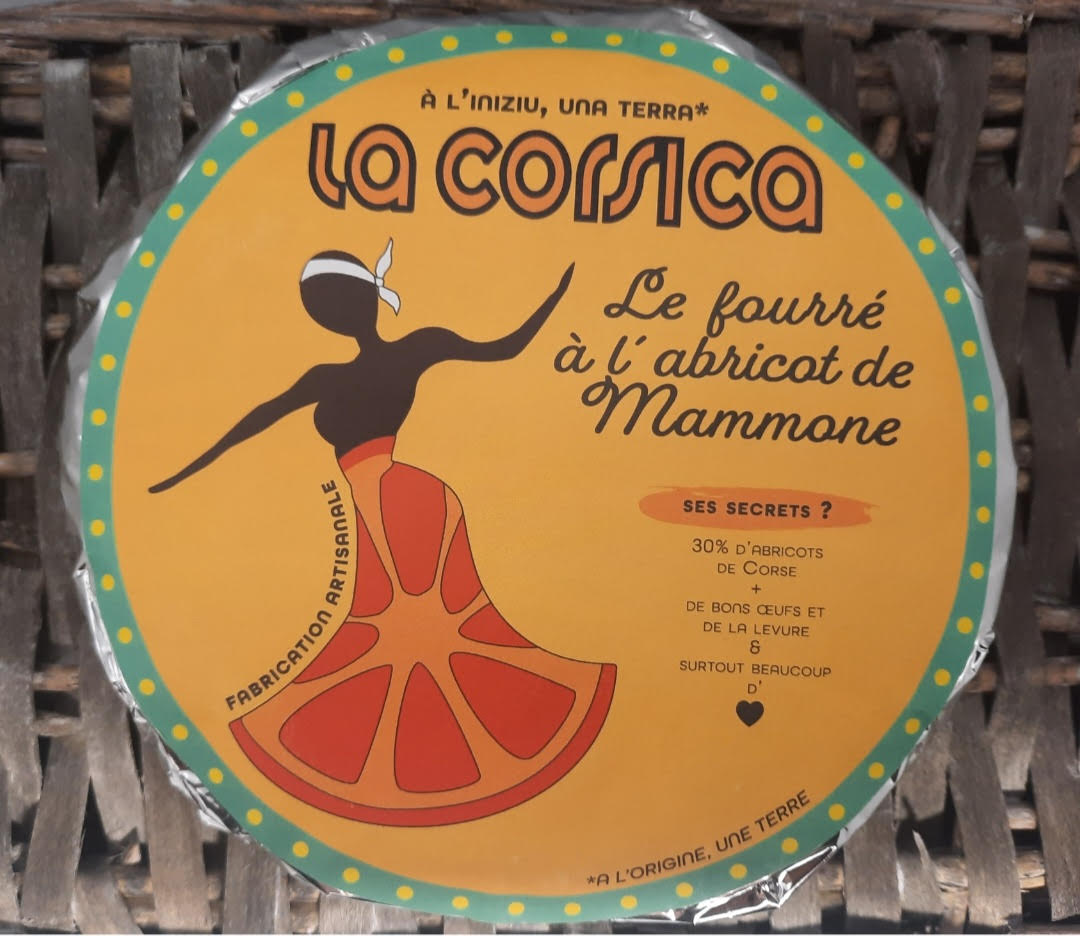 À L'INIZIU, UNA TERRA*
La CORSICA
Le fourré
à l'abricot de
Mammone
FABRICATION ARTISANALE
SES SECRETS ?
30% D'ABRICOTS
DE CORSE
+
DE BONS ŒUFS ET
DE LA LEVURE
&
SURTOUT BEAUCOUP
D'
*A L'ORIGINE, UNE TERRE